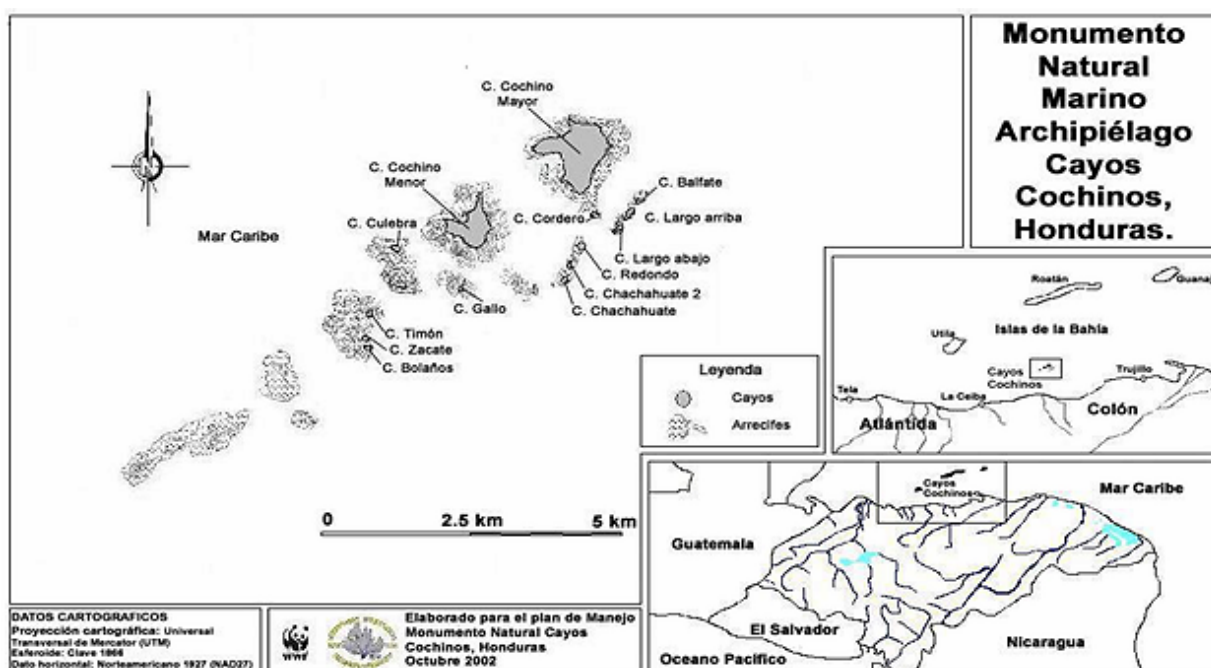 Monumento
Natural
Marino
Archipiélago
Cayos
Cochinos,
Honduras.
C. Cochino
Mayor
C. Cochino
Menor
C. Balfate
C. Cordero
C. Largo arriba
C. Culebra
Mar Caribe
C. Largo abajo
C. Redondo
C. Chachahuate 2
C. Gallo
C. Chachahuate
C. Timón
C. Zacate
C. Bolaños
0 2.5 km 5 km
Leyenda
Cayos
Arrecifes
Roatán
Guanaj
Islas de la Bahía
Utila
Cayos
Cochinos
Trujillo
Tela
La Ceiba
Colón
Atlántida
Cayos
Cochinos
Mar Caribe
Guatemala
El Salvador
Nicaragua
Oceano Pacífico
DATOS CARTOGRAFICOS
Proyección cartográfica: Universal
Transversal de Mercator (UTM)
Esferoide: Clave 1866
Dato horizontal: Norteamericano 1927 (NAD27)
WWF
Elaborado para el plan de Manejo
Monumento Natural Cayos
Cochinos, Honduras
Octubre 2002